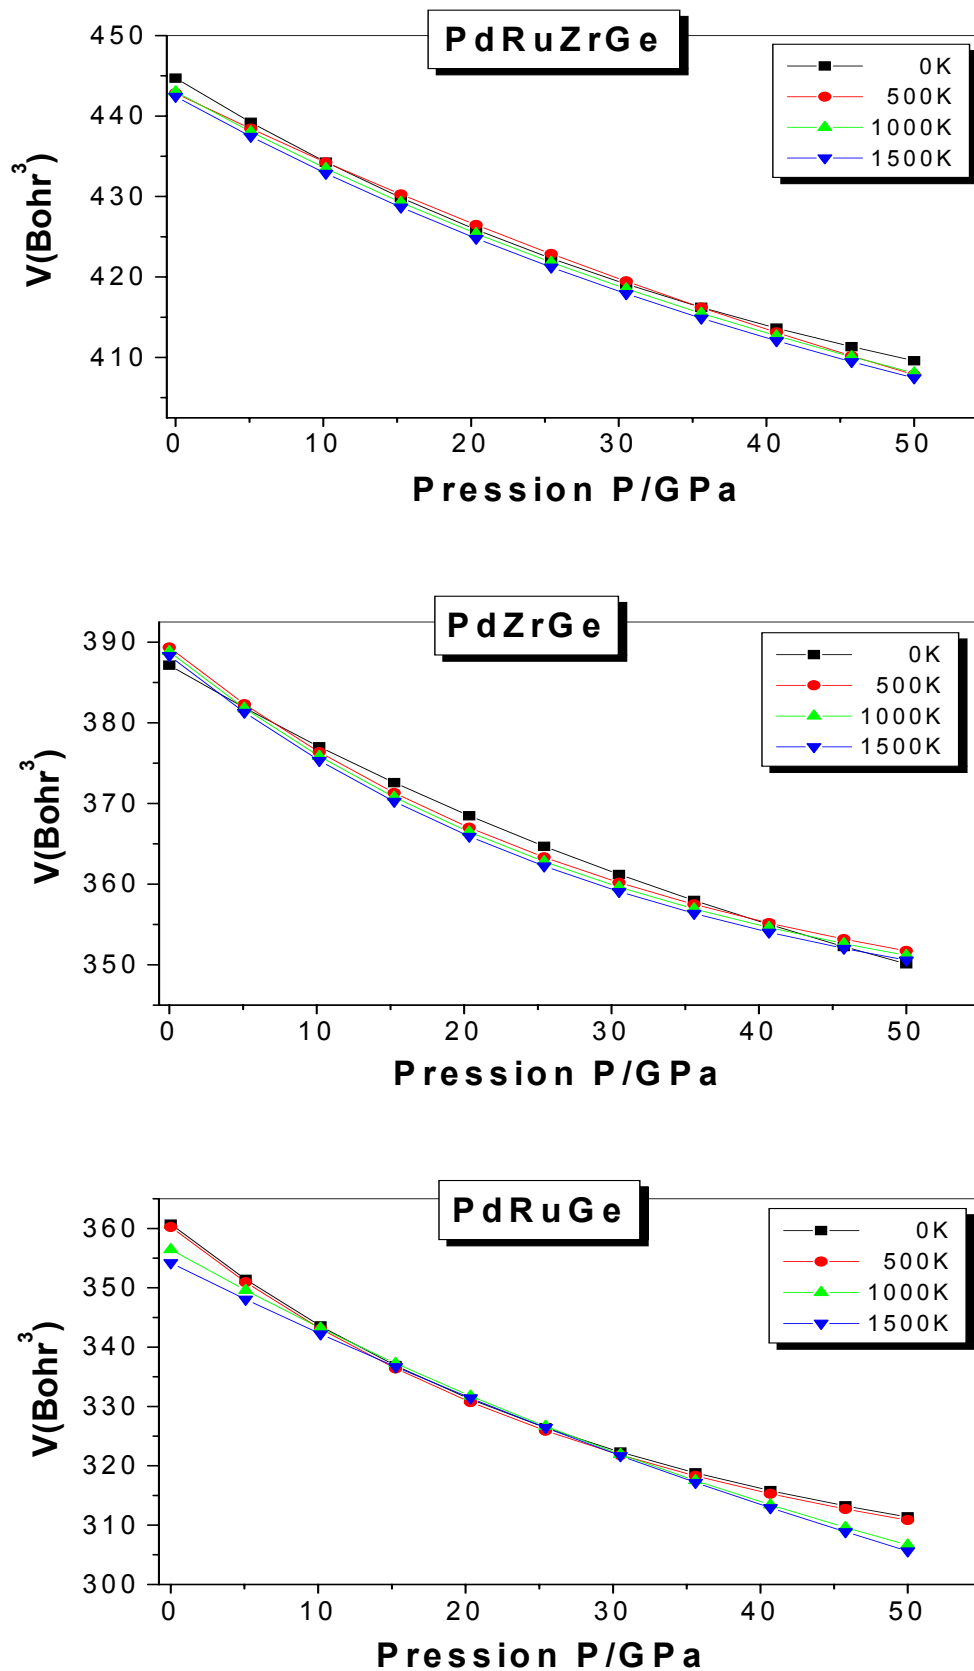 PdRuZrGe
450
440
430
420
410
V(Bohr³)
0K
500K
1000K
1500K
0 10 20 30 40 50
Pression P/GPa
PdZrGe
390
380
370
360
350
V(Bohr³)
0K
500K
1000K
1500K
0 10 20 30 40 50
Pression P/GPa
PdRuGe
360
350
340
330
320
310
300
V(Bohr³)
0K
500K
1000K
1500K
0 10 20 30 40 50
Pression P/GPa